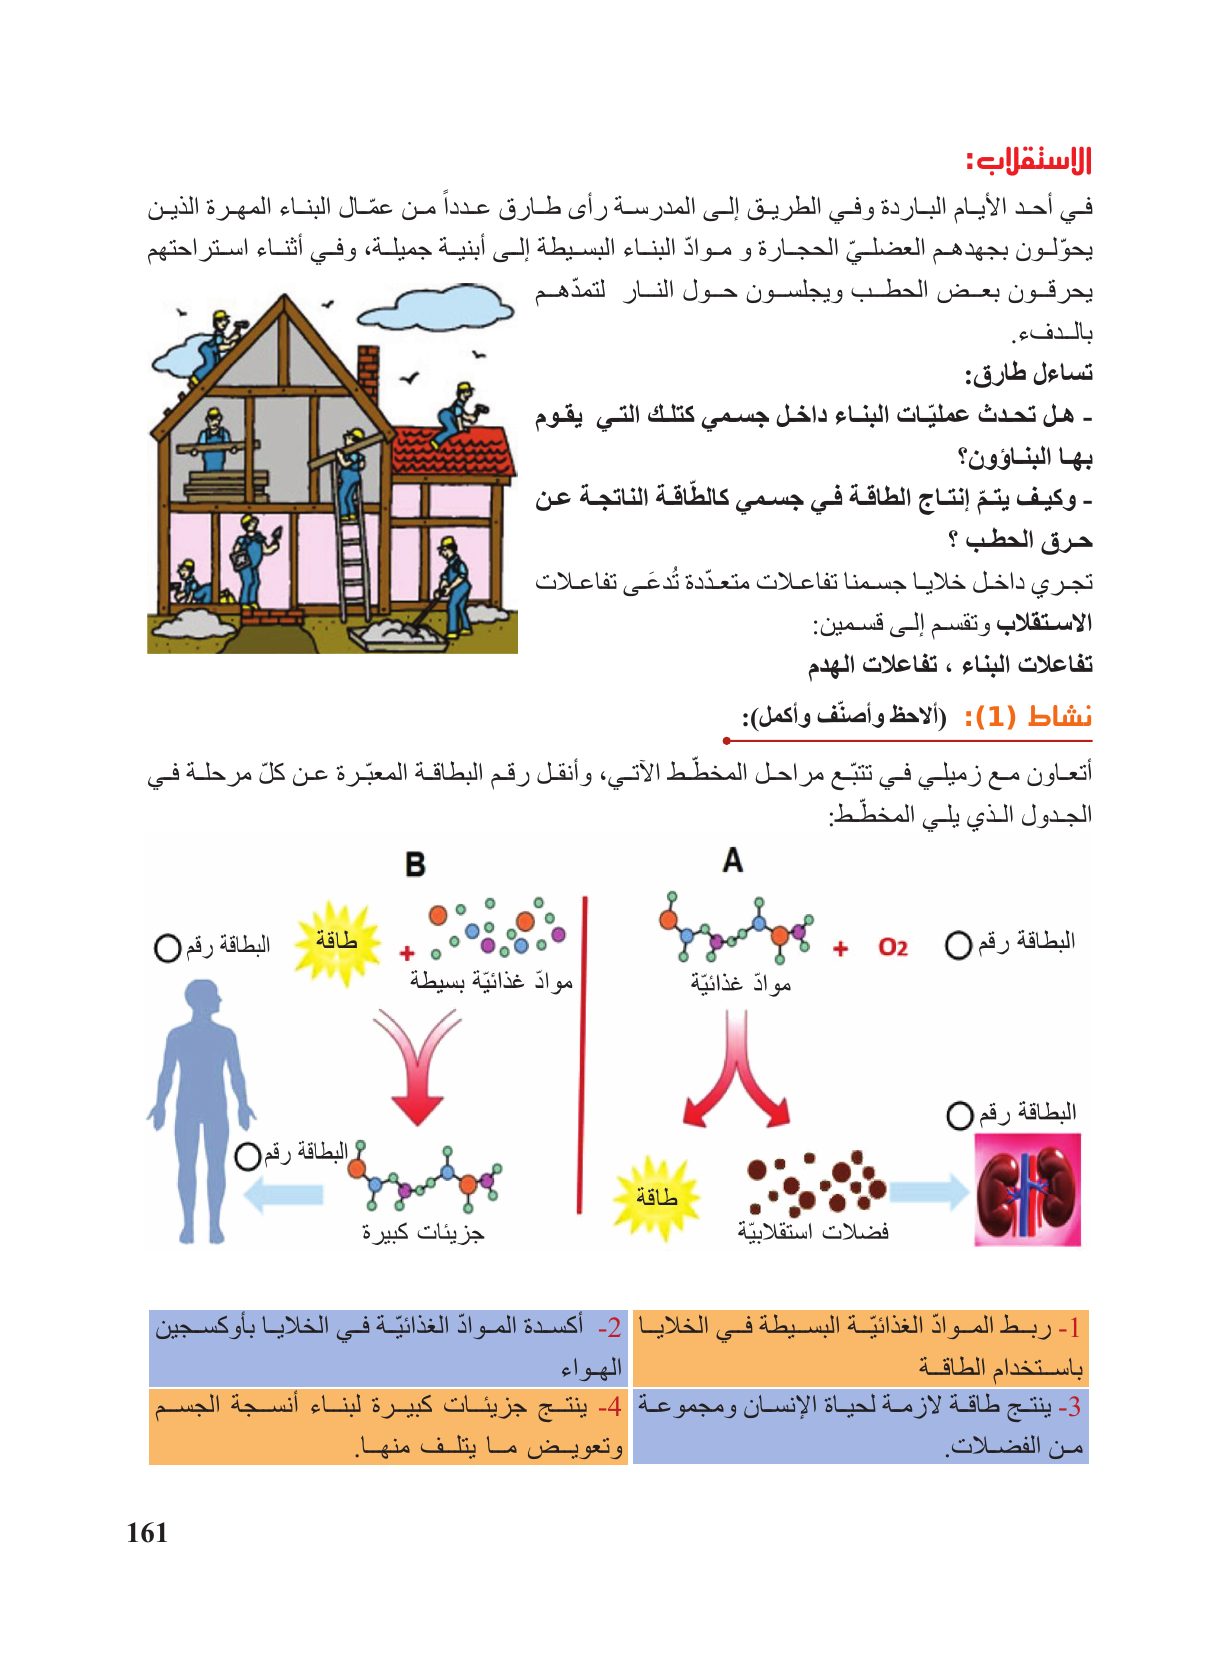 الاستقلاب:
في أحد الأيام الباردة وفي الطريق إلى المدرسة رأى طارق عدداً من عمّال البناء المهرة الذين
يحوّلون بجهدهم العضليّ الحجارة و موادّ البناء البسيطة إلى أبنية جميلة، وفي أثناء استراحتهم
يحرقون بعض الحطب ويجلسون حول النار لتمدّهم
بالدفء.
تساءل طارق:
- هل تحدث عمليّات البناء داخل جسمي كتلك التي يقوم
بها البناؤون؟
- وكيف يتمّ إنتاج الطاقة في جسمي كالطّاقة الناتجة عن
حرق الحطب ؟
تجري داخل خلايا جسمنا تفاعلات متعدّدة تُدعَى تفاعلات
الاستقلاب وتقسم إلى قسمين:
تفاعلات البناء ، تفاعلات الهدم
نشاط (1): (ألاحظ وأصنّف وأكمل):
أتعاون مع زميلي في تتبّع مراحل المخطّط الآتي، وأنقل رقم البطاقة المعبّرة عن كلّ مرحلة في
الجدول الذي يلي المخطّط:
A
البطاقة رقم
O2
+
موادّ غذائيّة
البطاقة رقم
طاقة
فضلات استقلابيّة
B
موادّ غذائيّة بسيطة
+
طاقة
البطاقة رقم
البطاقة رقم
جزيئات كبيرة
1- ربط الموادّ الغذائيّة البسيطة في الخلايا
باستخدام الطاقة
2- أكسدة الموادّ الغذائيّة في الخلايا بأوكسجين
الهواء
3- ينتج طاقة لازمة لحياة الإنسان ومجموعة
من الفضلات.
4- ينتج جزيئات كبيرة لبناء أنسجة الجسم
وتعويض ما يتلف منها.
161